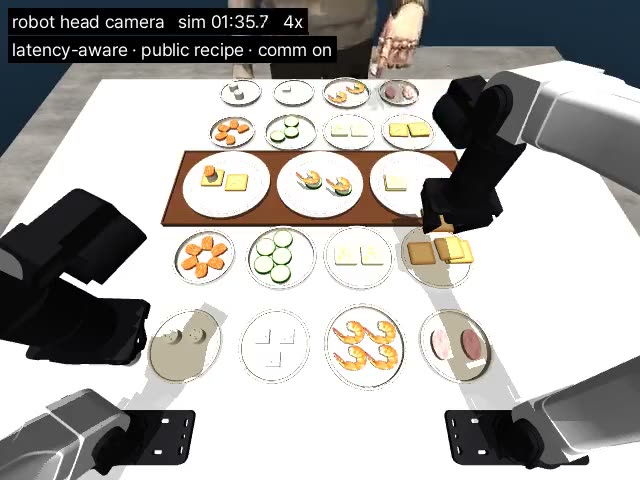 robot head camera   sim 01:35.7   4x
latency-aware · public recipe · comm on